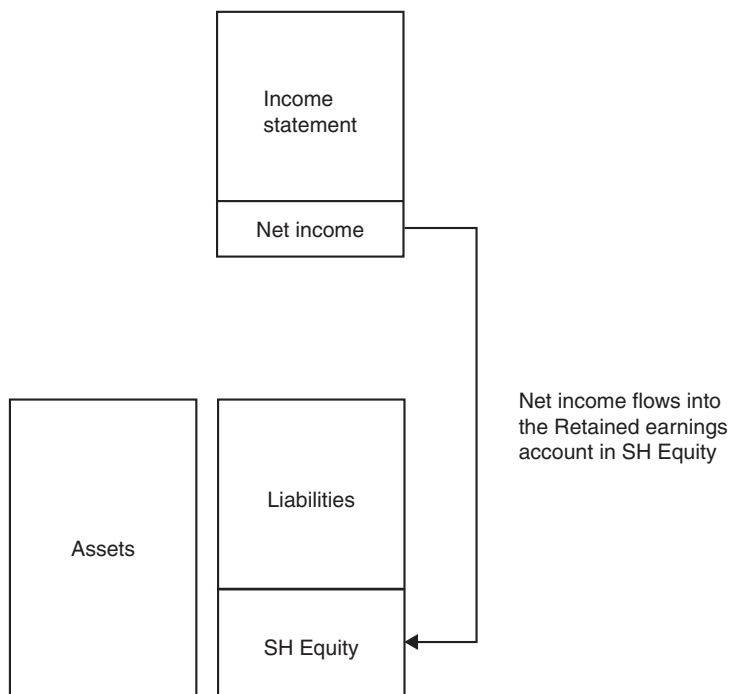 Income
statement
Net income
Net income flows into
the Retained earnings
account in SH Equity
Assets
Liabilities
SH Equity